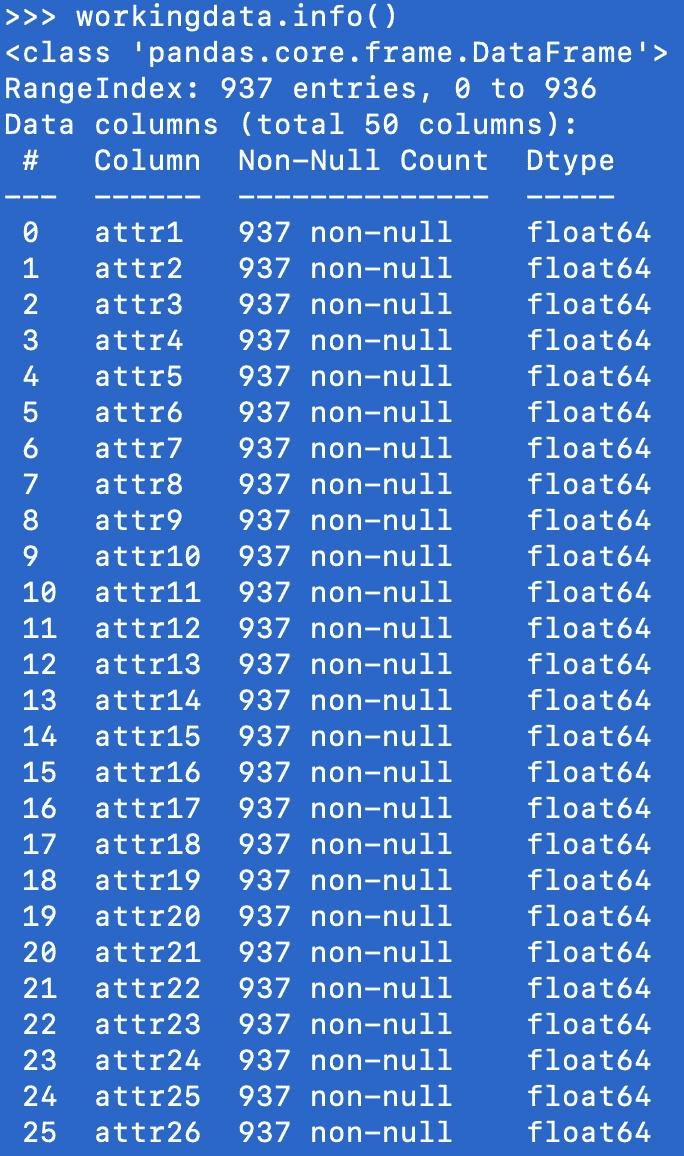 >>> workingdata.info()
<class 'pandas.core.frame.DataFrame'>
RangeIndex: 937 entries, 0 to 936
Data columns (total 50 columns):
 #   Column  Non-Null Count  Dtype
---  ------  --------------  -----
 0   attr1   937 non-null    float64
 1   attr2   937 non-null    float64
 2   attr3   937 non-null    float64
 3   attr4   937 non-null    float64
 4   attr5   937 non-null    float64
 5   attr6   937 non-null    float64
 6   attr7   937 non-null    float64
 7   attr8   937 non-null    float64
 8   attr9   937 non-null    float64
 9   attr10  937 non-null    float64
 10  attr11  937 non-null    float64
 11  attr12  937 non-null    float64
 12  attr13  937 non-null    float64
 13  attr14  937 non-null    float64
 14  attr15  937 non-null    float64
 15  attr16  937 non-null    float64
 16  attr17  937 non-null    float64
 17  attr18  937 non-null    float64
 18  attr19  937 non-null    float64
 19  attr20  937 non-null    float64
 20  attr21  937 non-null    float64
 21  attr22  937 non-null    float64
 22  attr23  937 non-null    float64
 23  attr24  937 non-null    float64
 24  attr25  937 non-null    float64
 25  attr26  937 non-null    float64